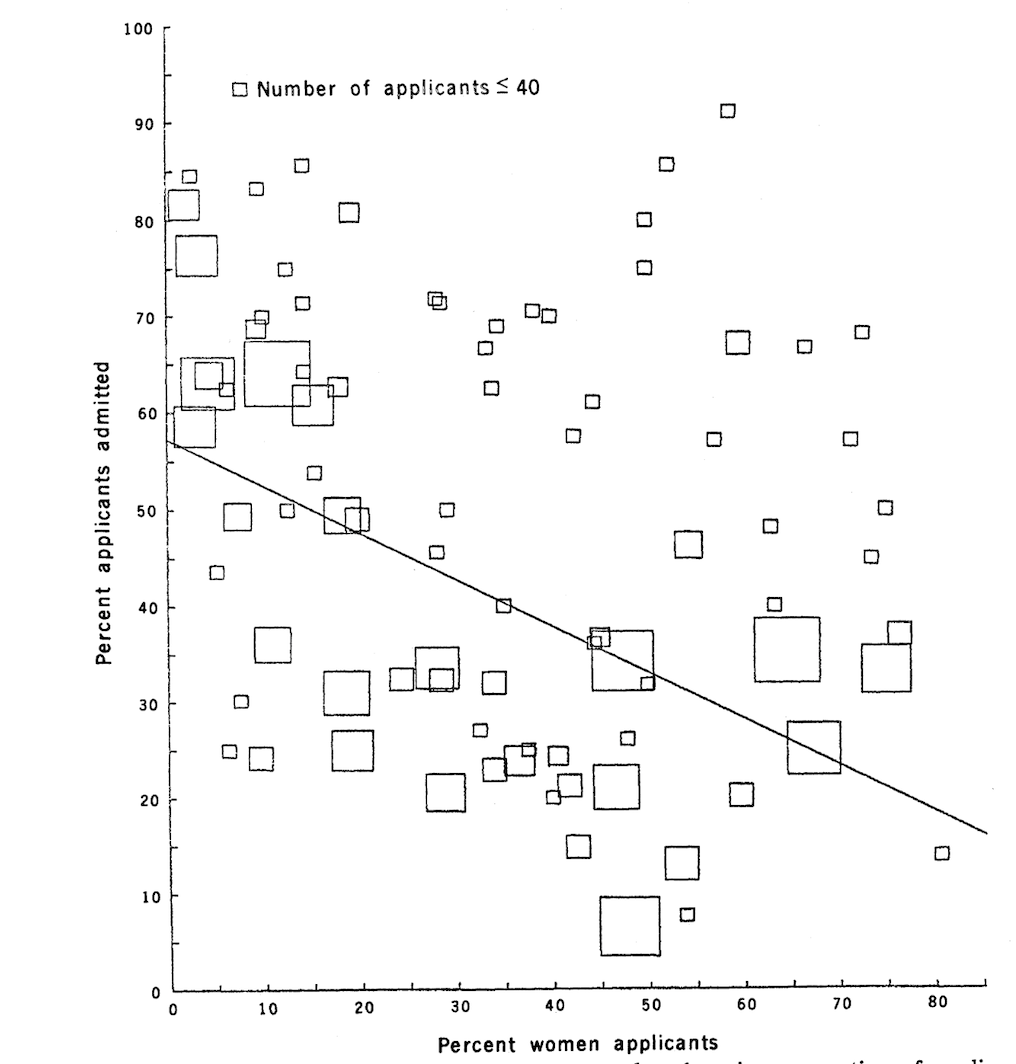 100
Number of applicants ≤ 40
90
80
70
60
50
40
30
20
10
0
Percent applicants admitted
0 10 20 30 40 50 60 70 80
Percent women applicants